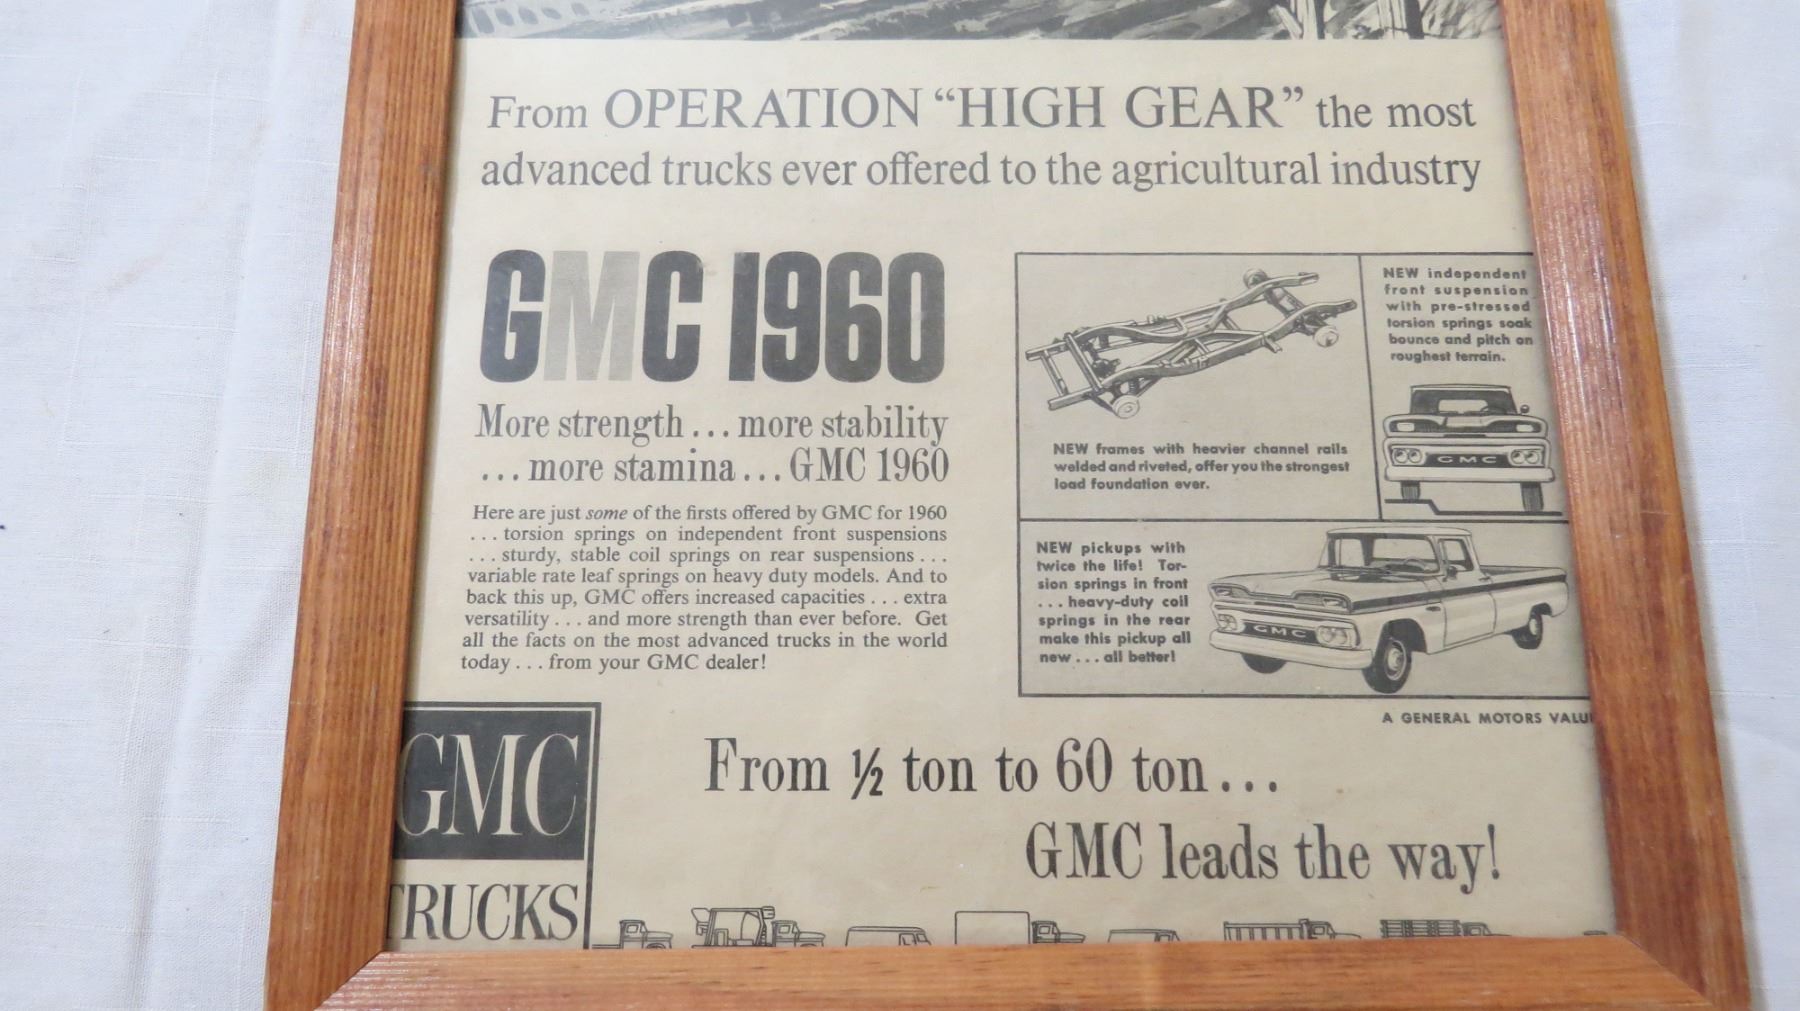 From OPERATION “HIGH GEAR” the most
advanced trucks ever offered to the agricultural industry
GMC 1960
More strength . . . more stability
. . . more stamina . . . GMC 1960
Here are just some of the firsts offered by GMC for 1960
. . . torsion springs on independent front suspensions
. . . sturdy, stable coil springs on rear suspensions . . .
variable rate leaf springs on heavy duty models. And to
back this up, GMC offers increased capacities . . . extra
versatility . . . and more strength than ever before. Get
all the facts on the most advanced trucks in the world
today . . . from your GMC dealer!
NEW frames with heavier channel rails
welded and riveted, offer you the strongest
load foundation ever.
NEW independent
front suspension
with pre-stressed
torsion springs soak
bounce and pitch on
roughest terrain.
GMC
NEW pickups with
twice the life! Tor-
sion springs in front
. . . heavy-duty coil
springs in the rear
make this pickup all
new . . . all better!
GMC
A GENERAL MOTORS VALU
GMC
TRUCKS
From ½ ton to 60 ton . . .
GMC leads the way!